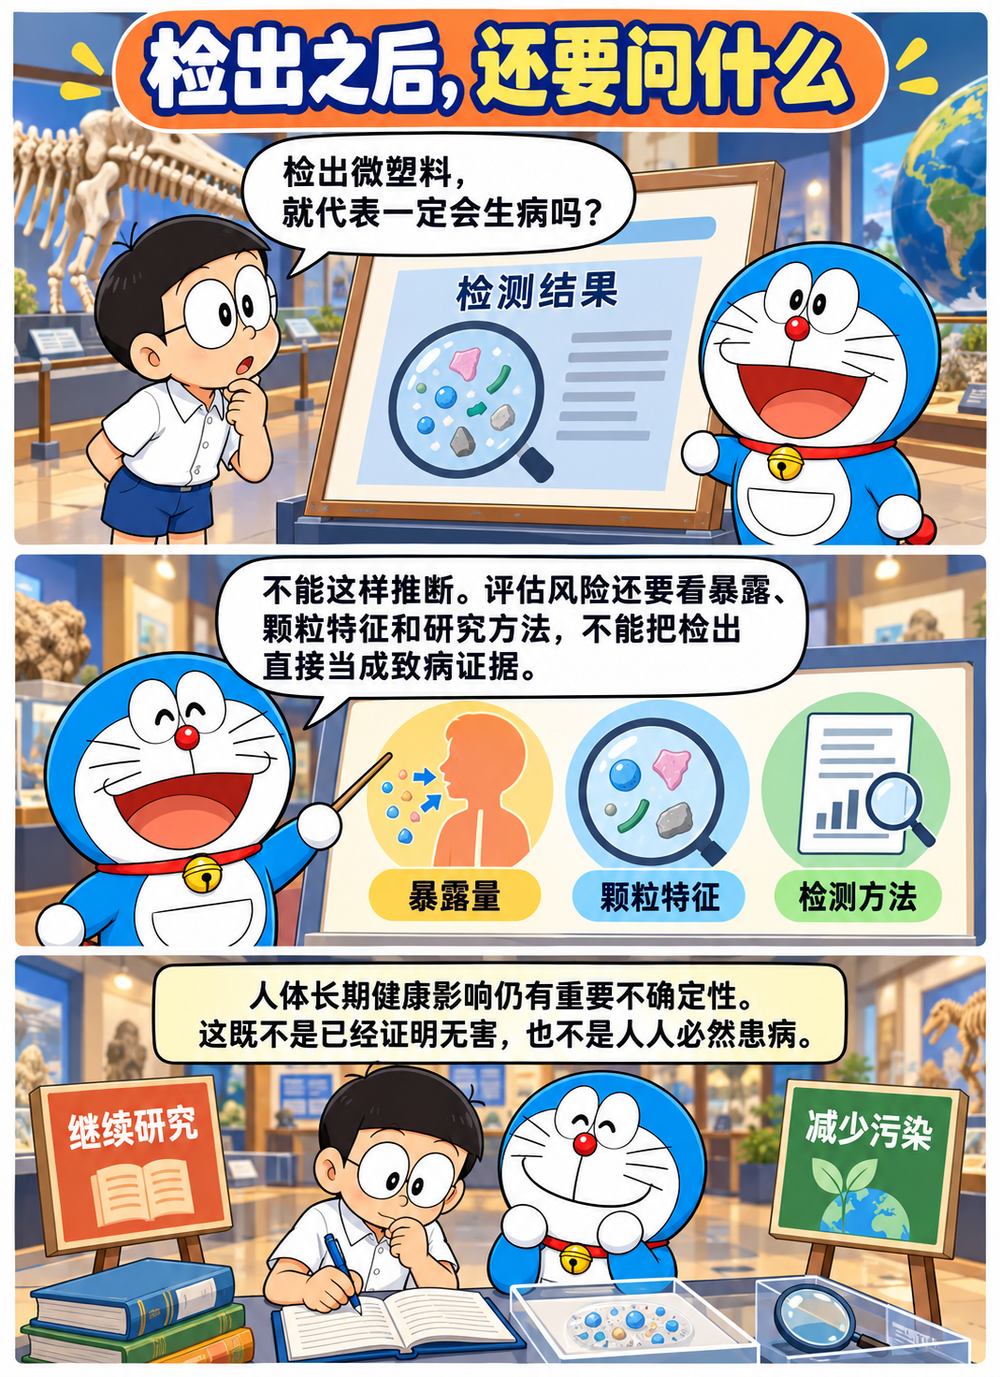 检出之后，还要问什么
检出微塑料，
就代表一定会生病吗？
检测结果
不能这样推断。评估风险还要看暴露、
颗粒特征和研究方法，不能把检出
直接当成致病证据。
暴露量
颗粒特征
检测方法
人体长期健康影响仍有重要不确定性。
这既不是已经证明无害，也不是人人必然患病。
继续研究
减少污染